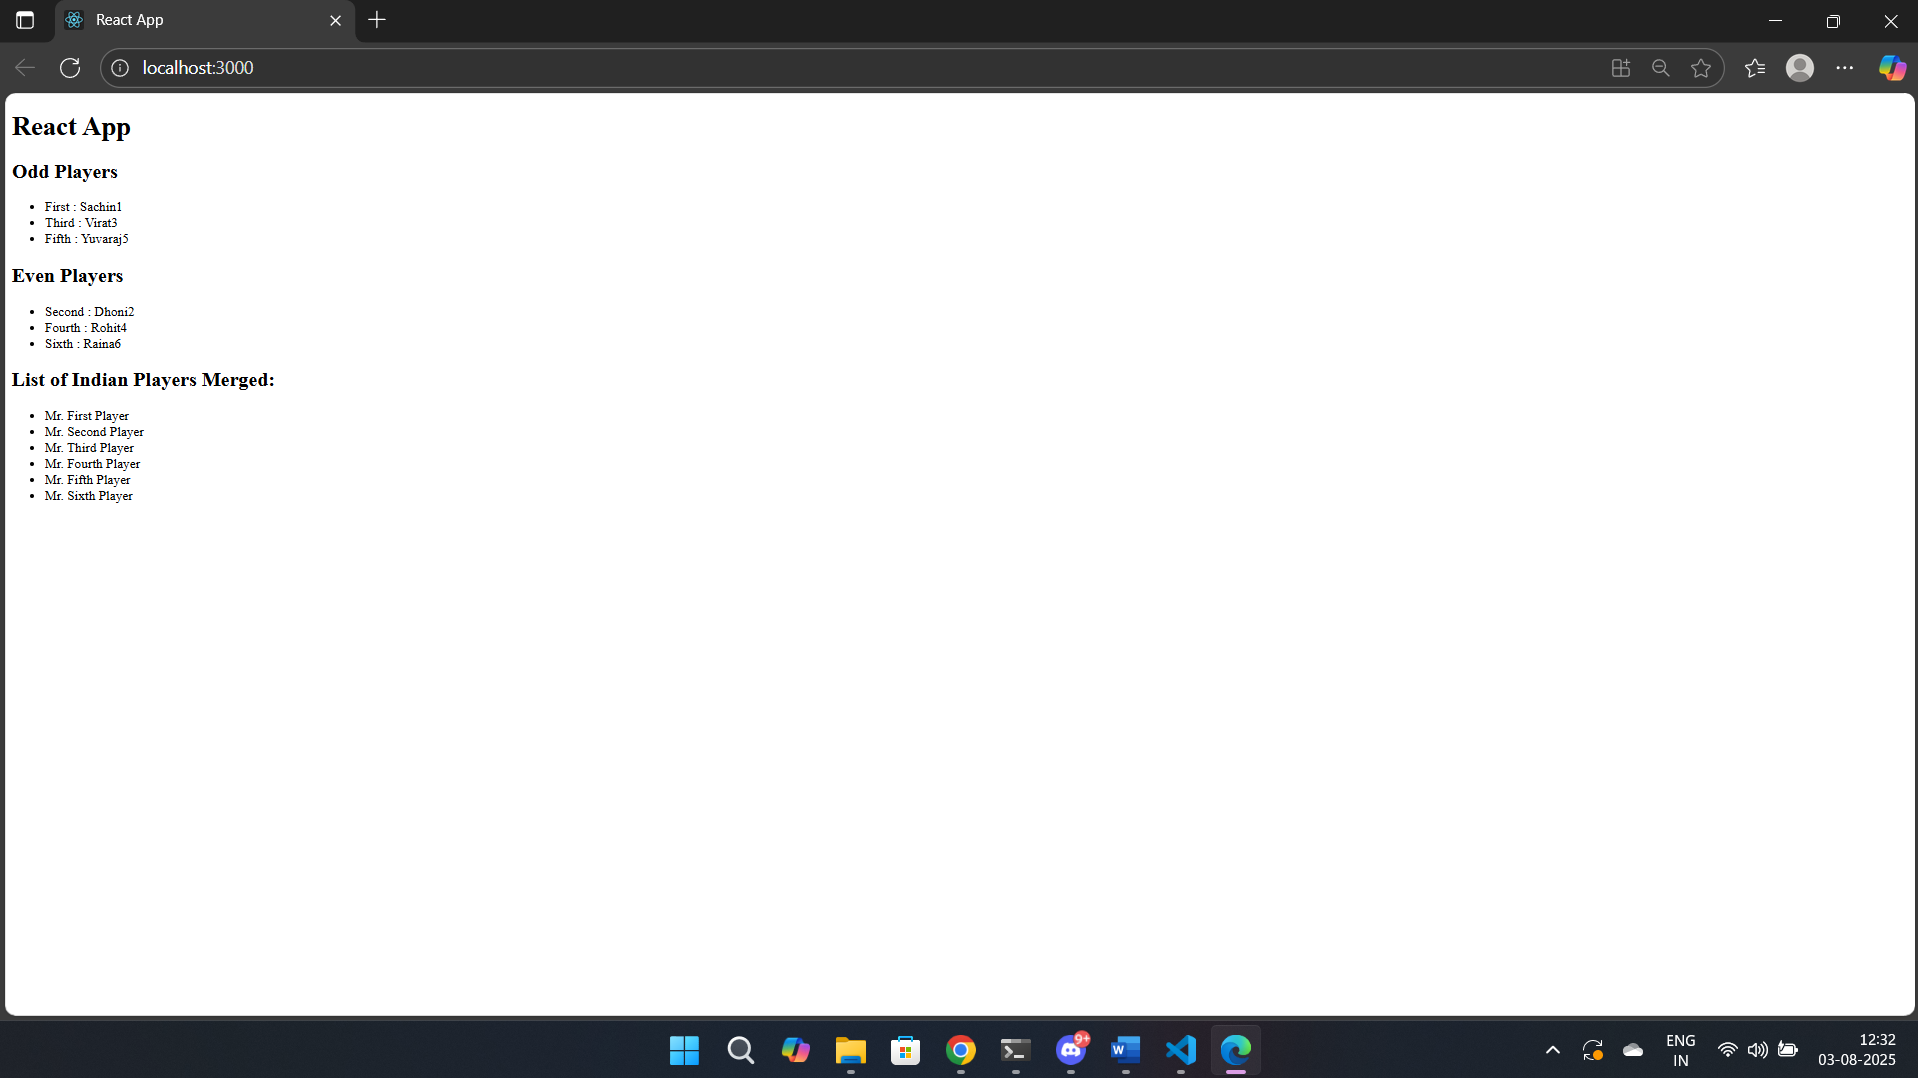 React App
localhost:3000
React App
Odd Players
First : Sachin1
Third : Virat3
Fifth : Yuvaraj5
Even Players
Second : Dhoni2
Fourth : Rohit4
Sixth : Raina6
List of Indian Players Merged:
Mr. First Player
Mr. Second Player
Mr. Third Player
Mr. Fourth Player
Mr. Fifth Player
Mr. Sixth Player
9+
W
ENG
IN
12:32
03-08-2025